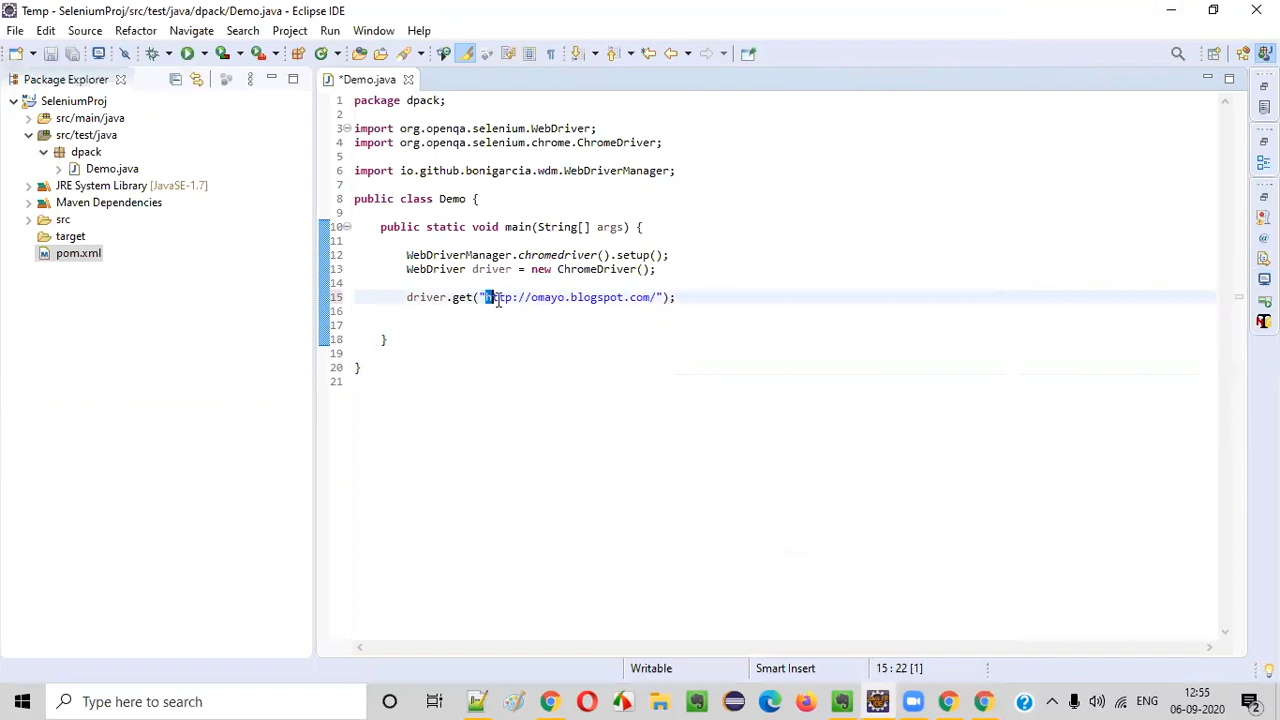 Temp - SeleniumProj/src/test/java/dpack/Demo.java - Eclipse IDE
File Edit Source Refactor Navigate Search Project Run Window Help
Package Explorer
*Demo.java
SeleniumProj
src/main/java
src/test/java
dpack
Demo.java
JRE System Library [JavaSE-1.7]
Maven Dependencies
src
target
pom.xml
1 package dpack;
2
3 import org.openqa.selenium.WebDriver;
4 import org.openqa.selenium.chrome.ChromeDriver;
5
6 import io.github.bonigarcia.wdm.WebDriverManager;
7
8 public class Demo {
9
10 public static void main(String[] args) {
11
12 WebDriverManager.chromedriver().setup();
13 WebDriver driver = new ChromeDriver();
14
15 driver.get("http://omayo.blogspot.com/");
16
17
18 }
19
20 }
21
Writable Smart Insert 15 : 22 [1]
Type here to search
12:55
06-09-2020
2